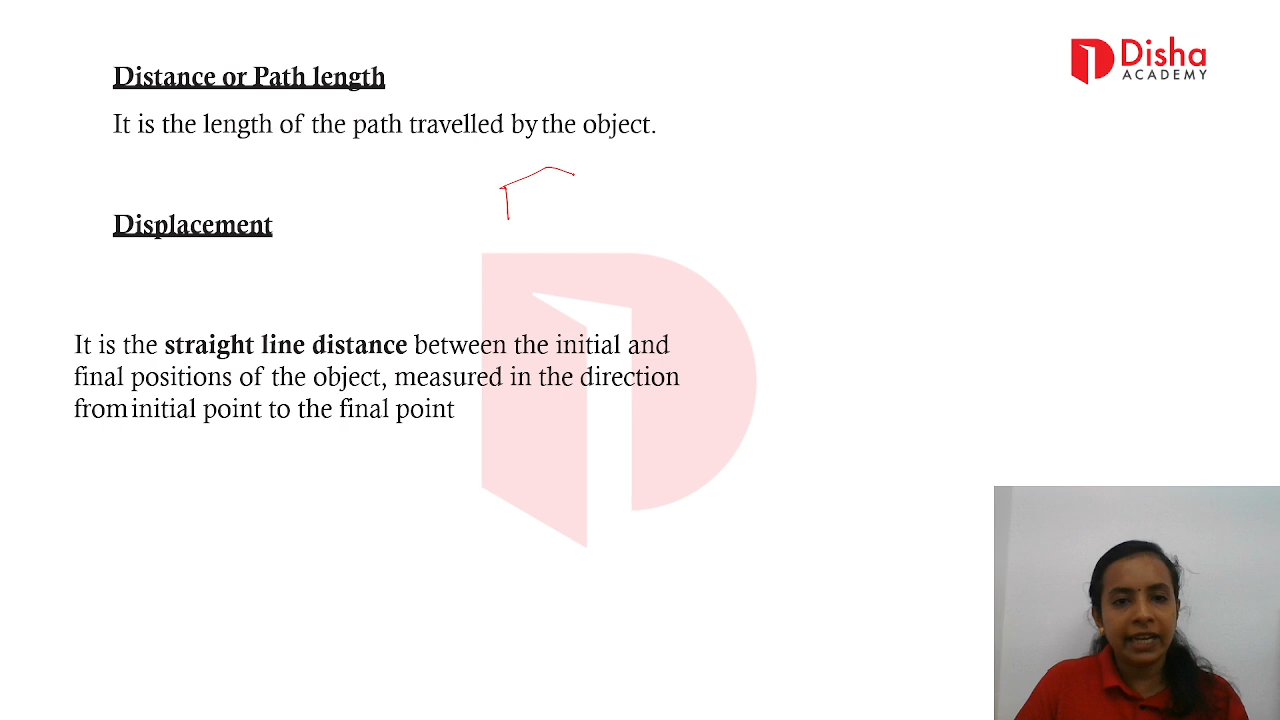 Distance or Path length
Disha
ACADEMY
It is the length of the path travelled by the object.
Displacement
It is the straight line distance between the initial and
final positions of the object, measured in the direction
from initial point to the final point